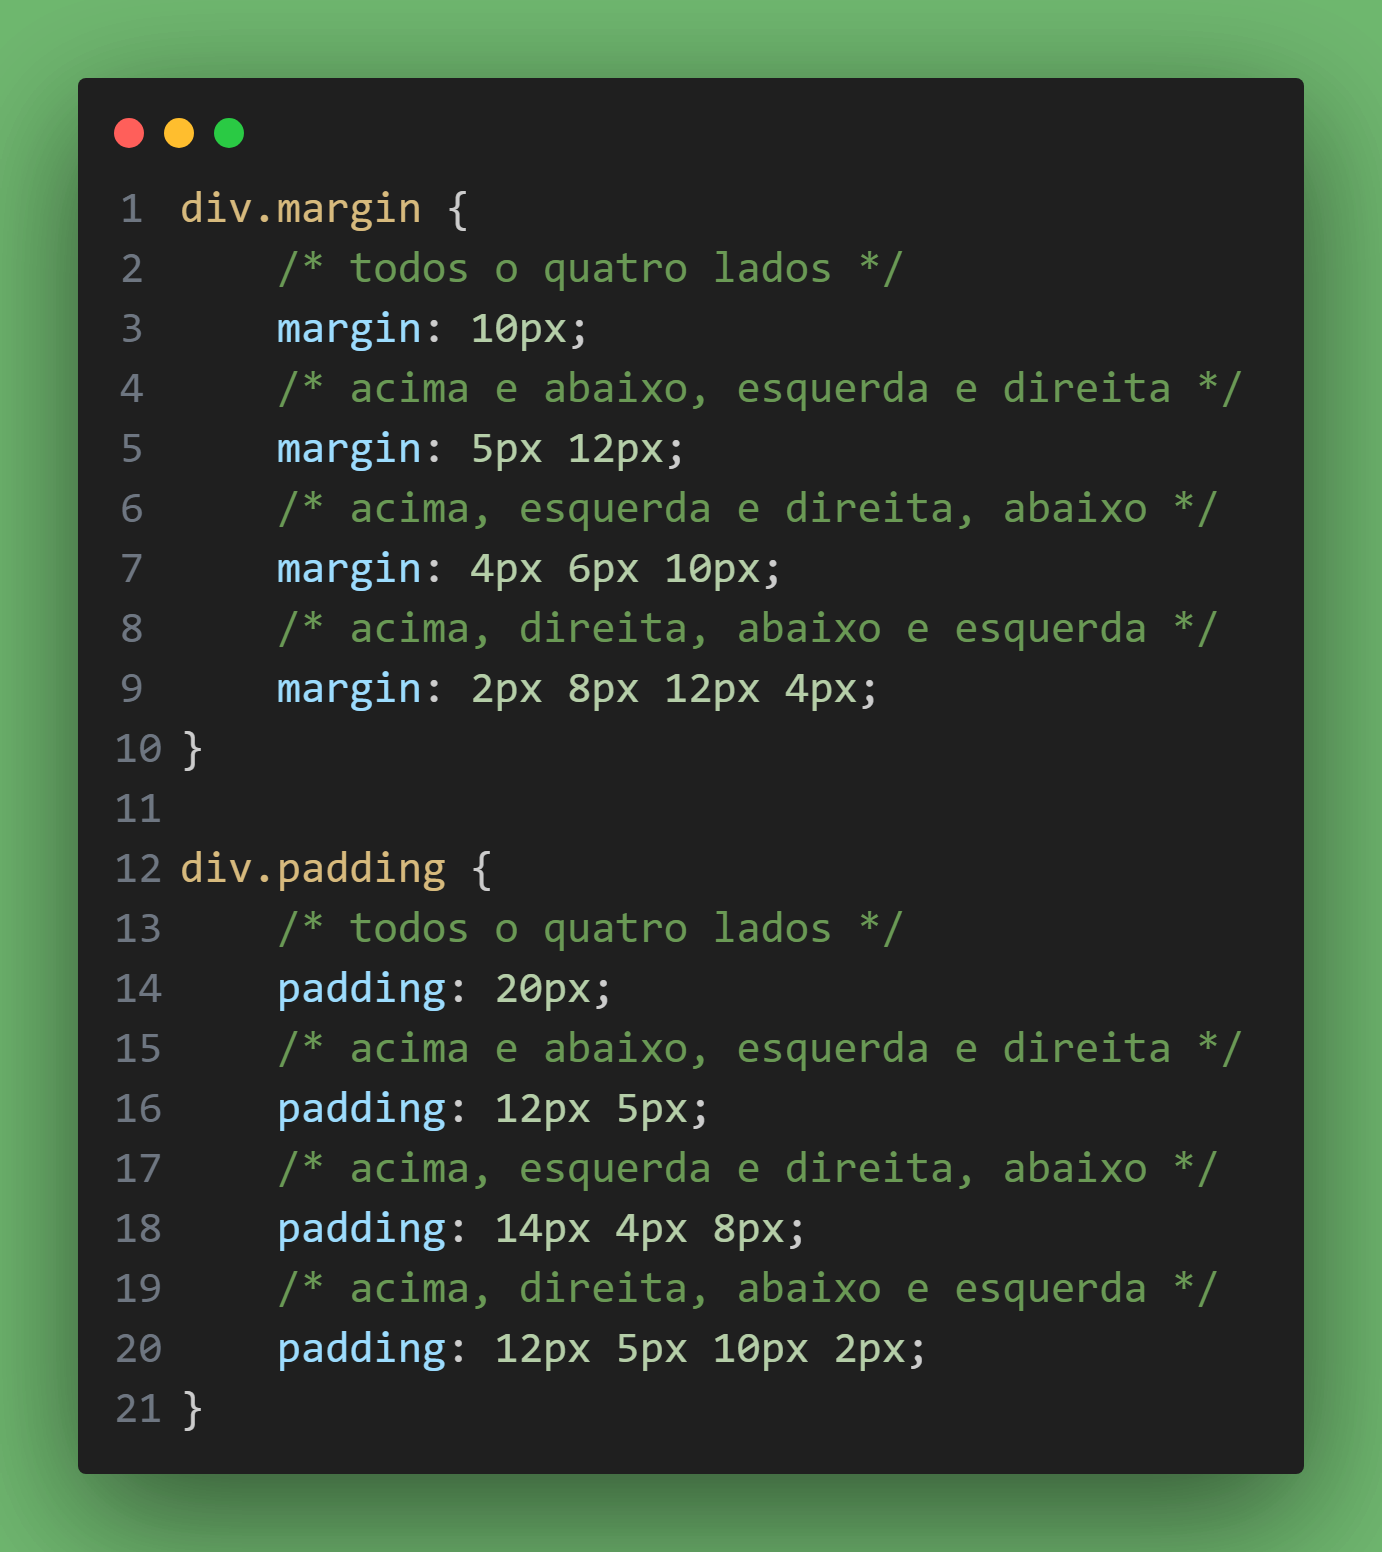 1 div.margin {
2     /* todos o quatro lados */
3     margin: 10px;
4     /* acima e abaixo, esquerda e direita */
5     margin: 5px 12px;
6     /* acima, esquerda e direita, abaixo */
7     margin: 4px 6px 10px;
8     /* acima, direita, abaixo e esquerda */
9     margin: 2px 8px 12px 4px;
10 }
11
12 div.padding {
13     /* todos o quatro lados */
14     padding: 20px;
15     /* acima e abaixo, esquerda e direita */
16     padding: 12px 5px;
17     /* acima, esquerda e direita, abaixo */
18     padding: 14px 4px 8px;
19     /* acima, direita, abaixo e esquerda */
20     padding: 12px 5px 10px 2px;
21 }